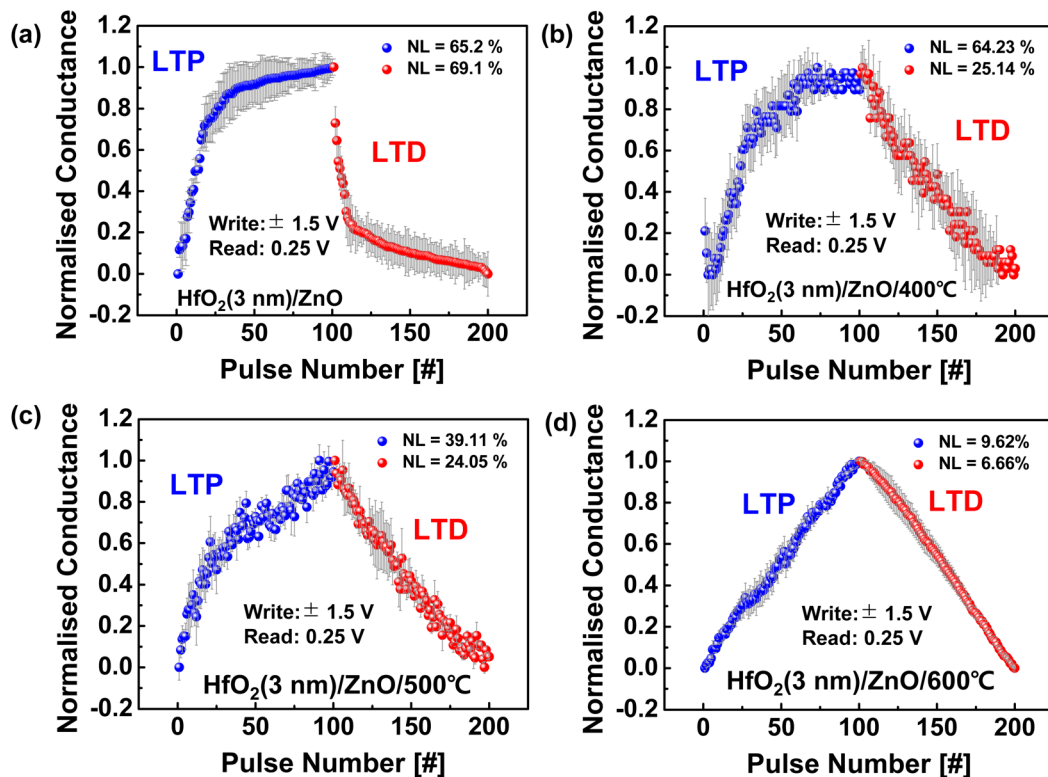 (a)
Normalised Conductance
1.2
1.0
0.8
0.6
0.4
0.2
0.0
-0.2
LTP
NL = 65.2 %
NL = 69.1 %
LTD
Write: ± 1.5 V
Read: 0.25 V
HfO₂(3 nm)/ZnO
0 50 100 150 200
Pulse Number [#]
(b)
Normalised Conductance
1.2
1.0
0.8
0.6
0.4
0.2
0.0
-0.2
LTP
NL = 64.23 %
NL = 25.14 %
LTD
Write: ± 1.5 V
Read: 0.25 V
HfO₂(3 nm)/ZnO/400℃
0 50 100 150 200
Pulse Number [#]
(c)
Normalised Conductance
1.2
1.0
0.8
0.6
0.4
0.2
0.0
-0.2
LTP
NL = 39.11 %
NL = 24.05 %
LTD
Write: ± 1.5 V
Read: 0.25 V
HfO₂(3 nm)/ZnO/500℃
0 50 100 150 200
Pulse Number [#]
(d)
Normalised Conductance
1.2
1.0
0.8
0.6
0.4
0.2
0.0
-0.2
LTP
NL = 9.62%
NL = 6.66%
LTD
Write: ± 1.5 V
Read: 0.25 V
HfO₂(3 nm)/ZnO/600℃
0 50 100 150 200
Pulse Number [#]